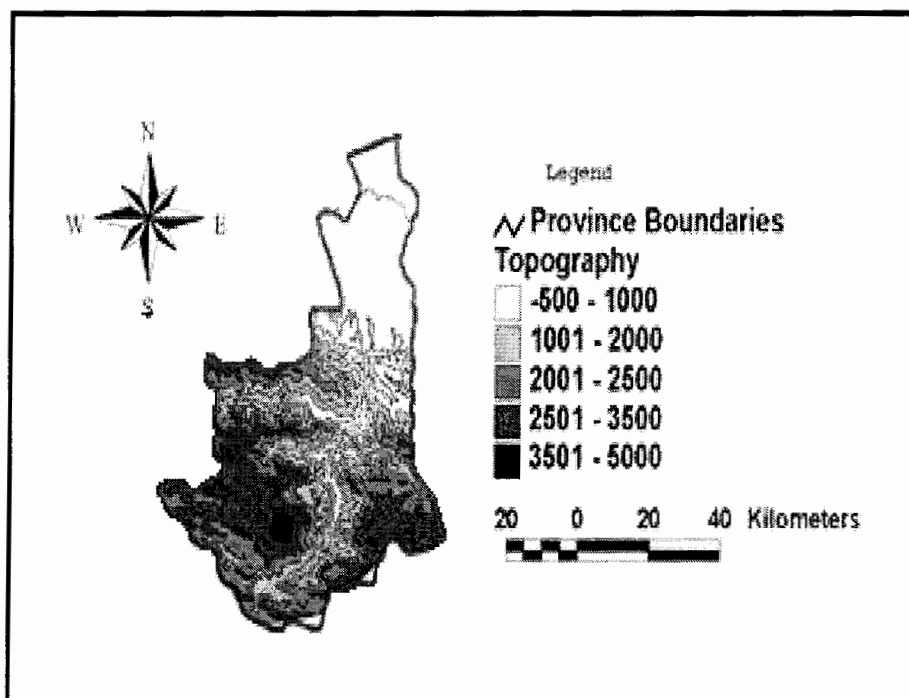 N
W E
S
Legend
Province Boundaries
Topography
-500 - 1000
1001 - 2000
2001 - 2500
2501 - 3500
3501 - 5000
20 0 20 40 Kilometers